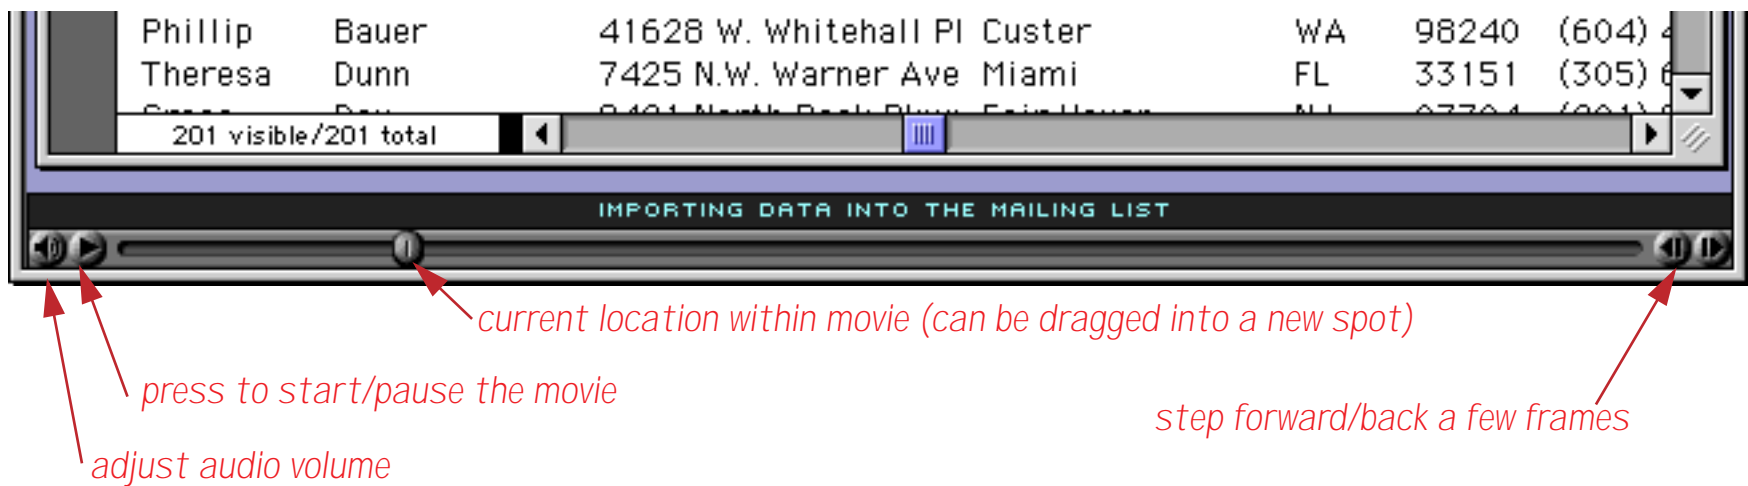 Phillip Bauer 41628 W. Whitehall Pl Custer WA 98240 (604)
Theresa Dunn 7425 N.W. Warner Ave Miami FL 33151 (305)
201 visible/201 total
IMPORTING DATA INTO THE MAILING LIST
current location within movie (can be dragged into a new spot)
press to start/pause the movie
step forward/back a few frames
adjust audio volume